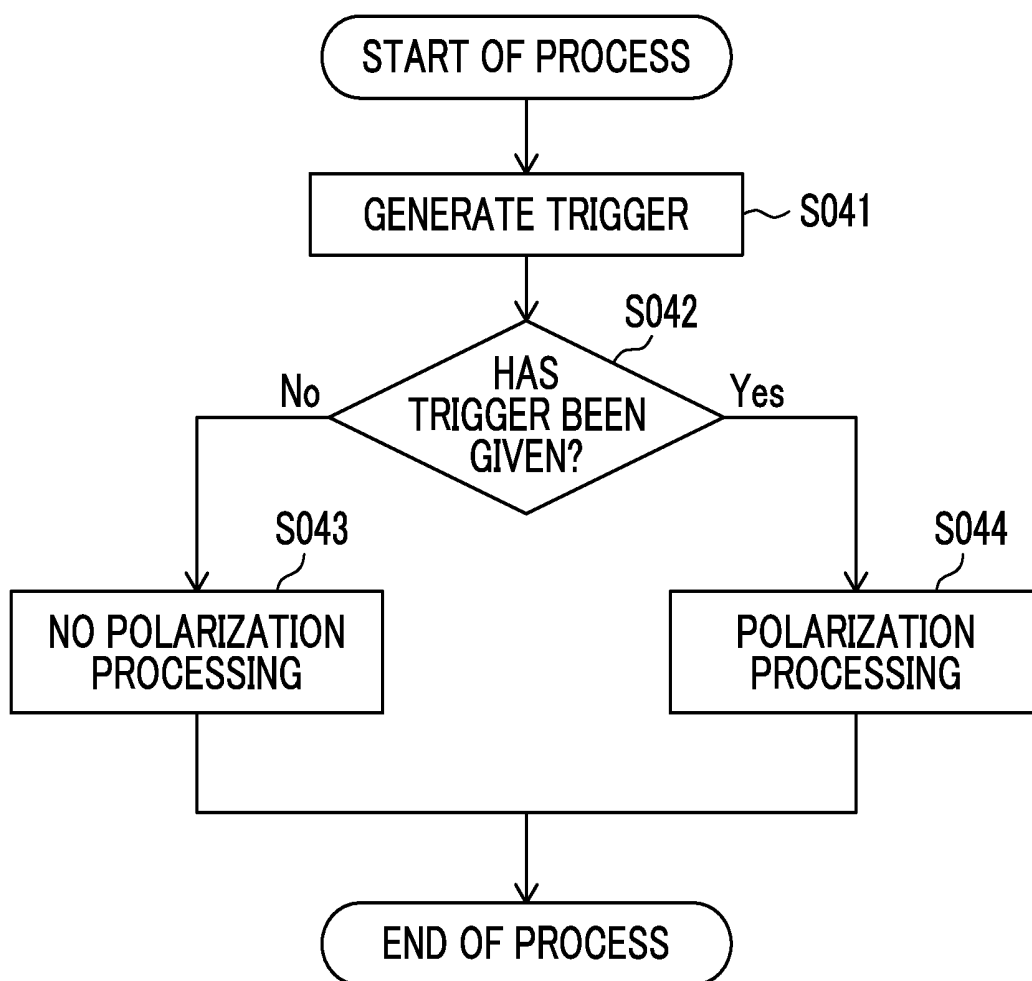 START OF PROCESS
GENERATE TRIGGER
S041
S042
HAS
TRIGGER BEEN
GIVEN?
No
Yes
S043
NO POLARIZATION
PROCESSING
S044
POLARIZATION
PROCESSING
END OF PROCESS